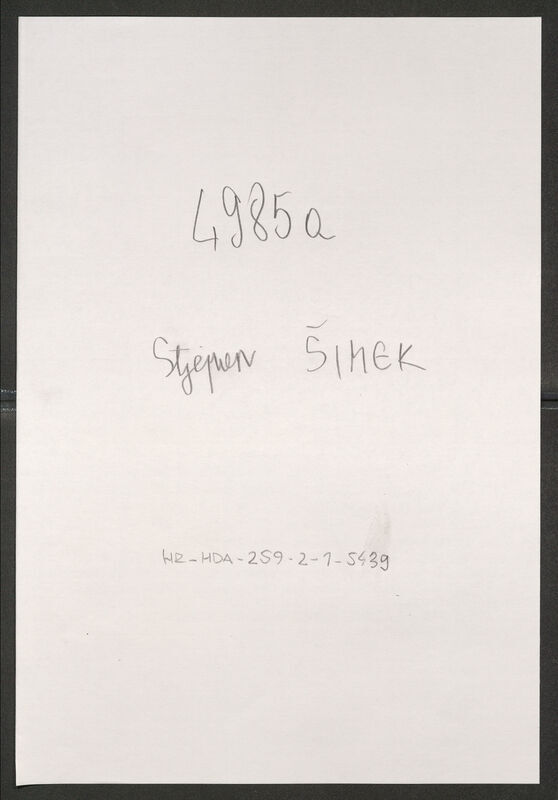 4985a
Stjepan ŠIMEK
HR-HDA-259-2-1-5439